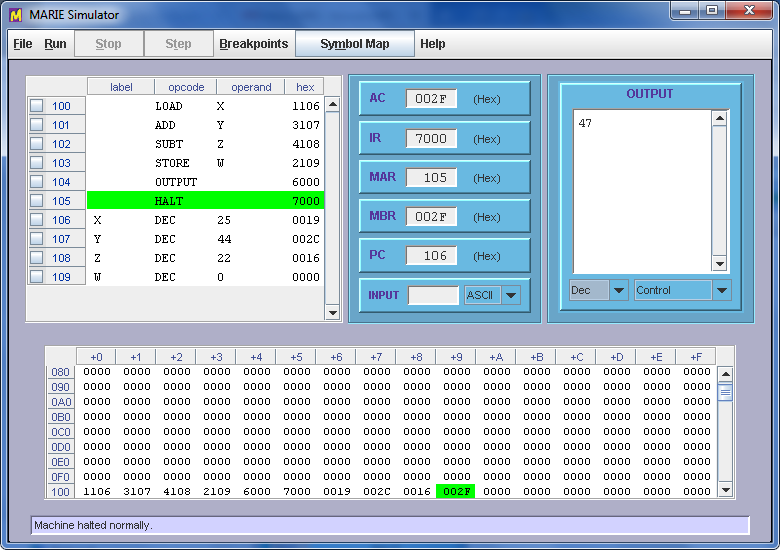 MARIE Simulator
File Run Stop Step Breakpoints Symbol Map Help
label opcode operand hex
100 LOAD X 1106
101 ADD Y 3107
102 SUBT Z 4108
103 STORE W 2109
104 OUTPUT 6000
105 HALT 7000
106 X DEC 25 0019
107 Y DEC 44 002C
108 Z DEC 22 0016
109 W DEC 0 0000
AC 002F (Hex)
IR 7000 (Hex)
MAR 105 (Hex)
MBR 002F (Hex)
PC 106 (Hex)
INPUT ASCII
OUTPUT
47
Dec Control
+0 +1 +2 +3 +4 +5 +6 +7 +8 +9 +A +B +C +D +E +F
080 0000 0000 0000 0000 0000 0000 0000 0000 0000 0000 0000 0000 0000 0000 0000 0000
090 0000 0000 0000 0000 0000 0000 0000 0000 0000 0000 0000 0000 0000 0000 0000 0000
0A0 0000 0000 0000 0000 0000 0000 0000 0000 0000 0000 0000 0000 0000 0000 0000 0000
0B0 0000 0000 0000 0000 0000 0000 0000 0000 0000 0000 0000 0000 0000 0000 0000 0000
0C0 0000 0000 0000 0000 0000 0000 0000 0000 0000 0000 0000 0000 0000 0000 0000 0000
0D0 0000 0000 0000 0000 0000 0000 0000 0000 0000 0000 0000 0000 0000 0000 0000 0000
0E0 0000 0000 0000 0000 0000 0000 0000 0000 0000 0000 0000 0000 0000 0000 0000 0000
0F0 0000 0000 0000 0000 0000 0000 0000 0000 0000 0000 0000 0000 0000 0000 0000 0000
100 1106 3107 4108 2109 6000 7000 0019 002C 0016 002F 0000 0000 0000 0000 0000 0000
Machine halted normally.